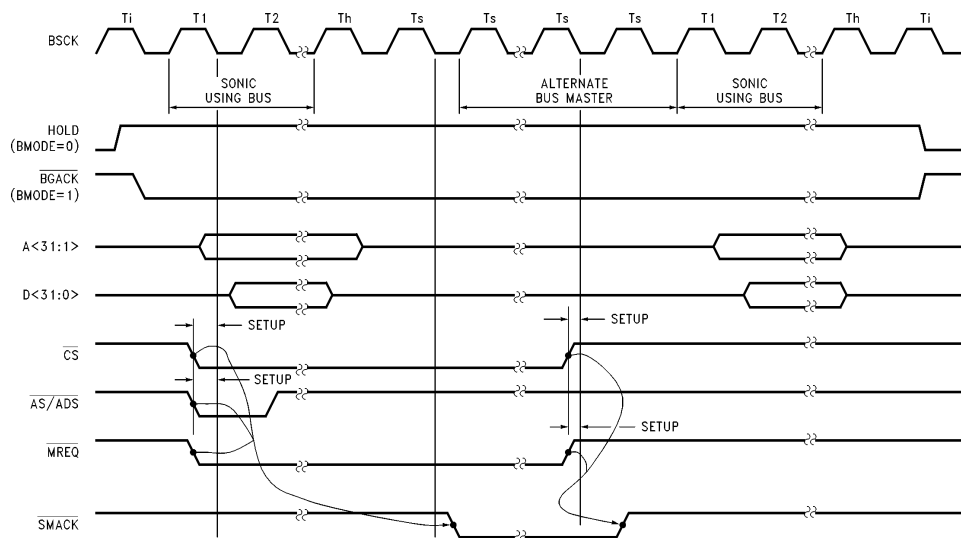 Ti T1 T2 Th Ts Ts Ts Ts T1 T2 Th Ti
BSCK
SONIC
USING BUS
ALTERNATE
BUS MASTER
SONIC
USING BUS
HOLD
(BMODE=0)
BGACK
(BMODE=1)
A<31:1>
D<31:0>
SETUP
SETUP
CS
SETUP
AS/ADS
SETUP
MREQ
SMACK